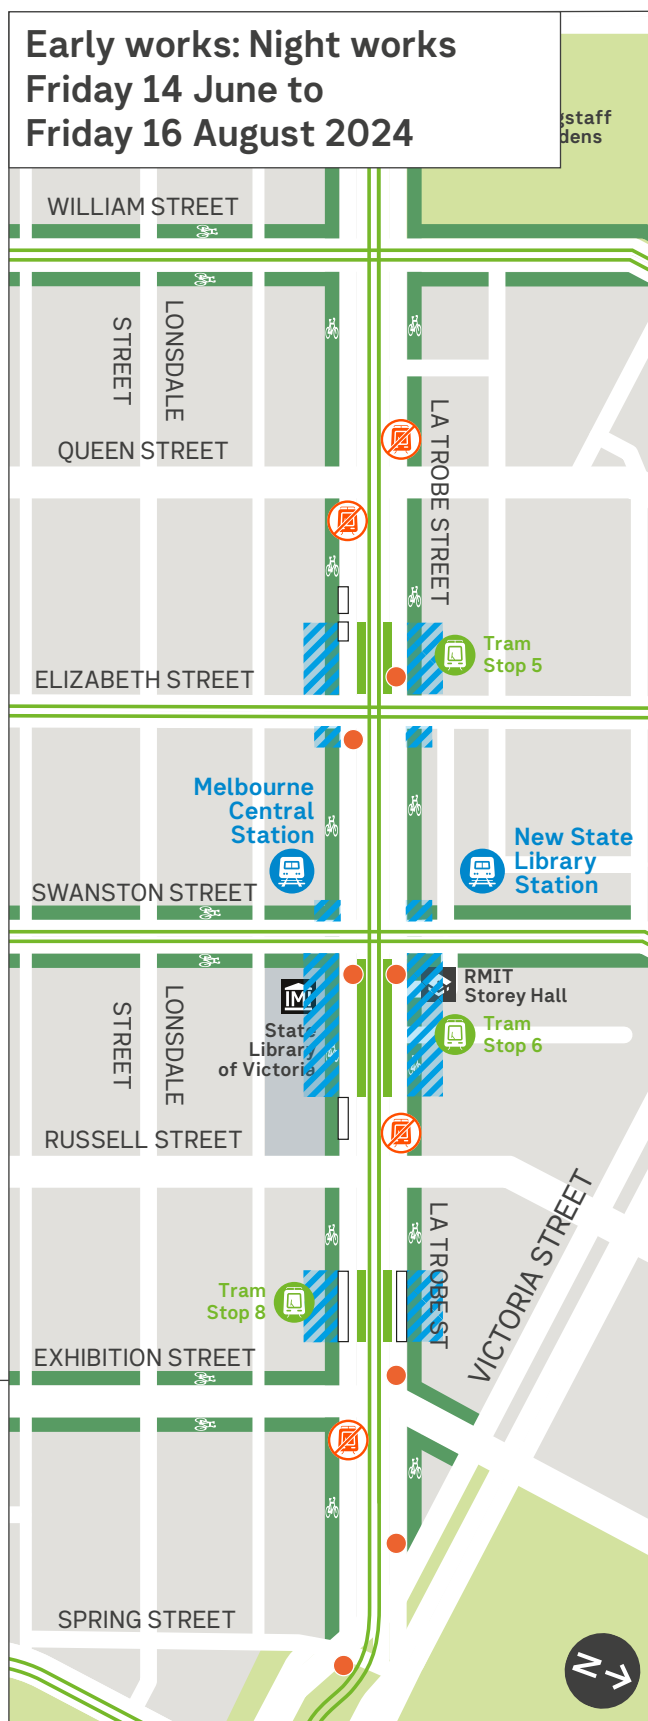 Early works: Night works
Friday 14 June to
Friday 16 August 2024
gstaff
dens
WILLIAM STREET
LONSDALE
STREET
QUEEN STREET
LA TROBE STREET
Tram
Stop 5
ELIZABETH STREET
Melbourne
Central
Station
New State
Library
Station
SWANSTON STREET
RMIT
Storey Hall
LONSDALE
STREET
State
Library
of Victoria
Tram
Stop 6
RUSSELL STREET
VICTORIA STREET
LA TROBE ST
Tram
Stop 8
EXHIBITION STREET
SPRING STREET
N